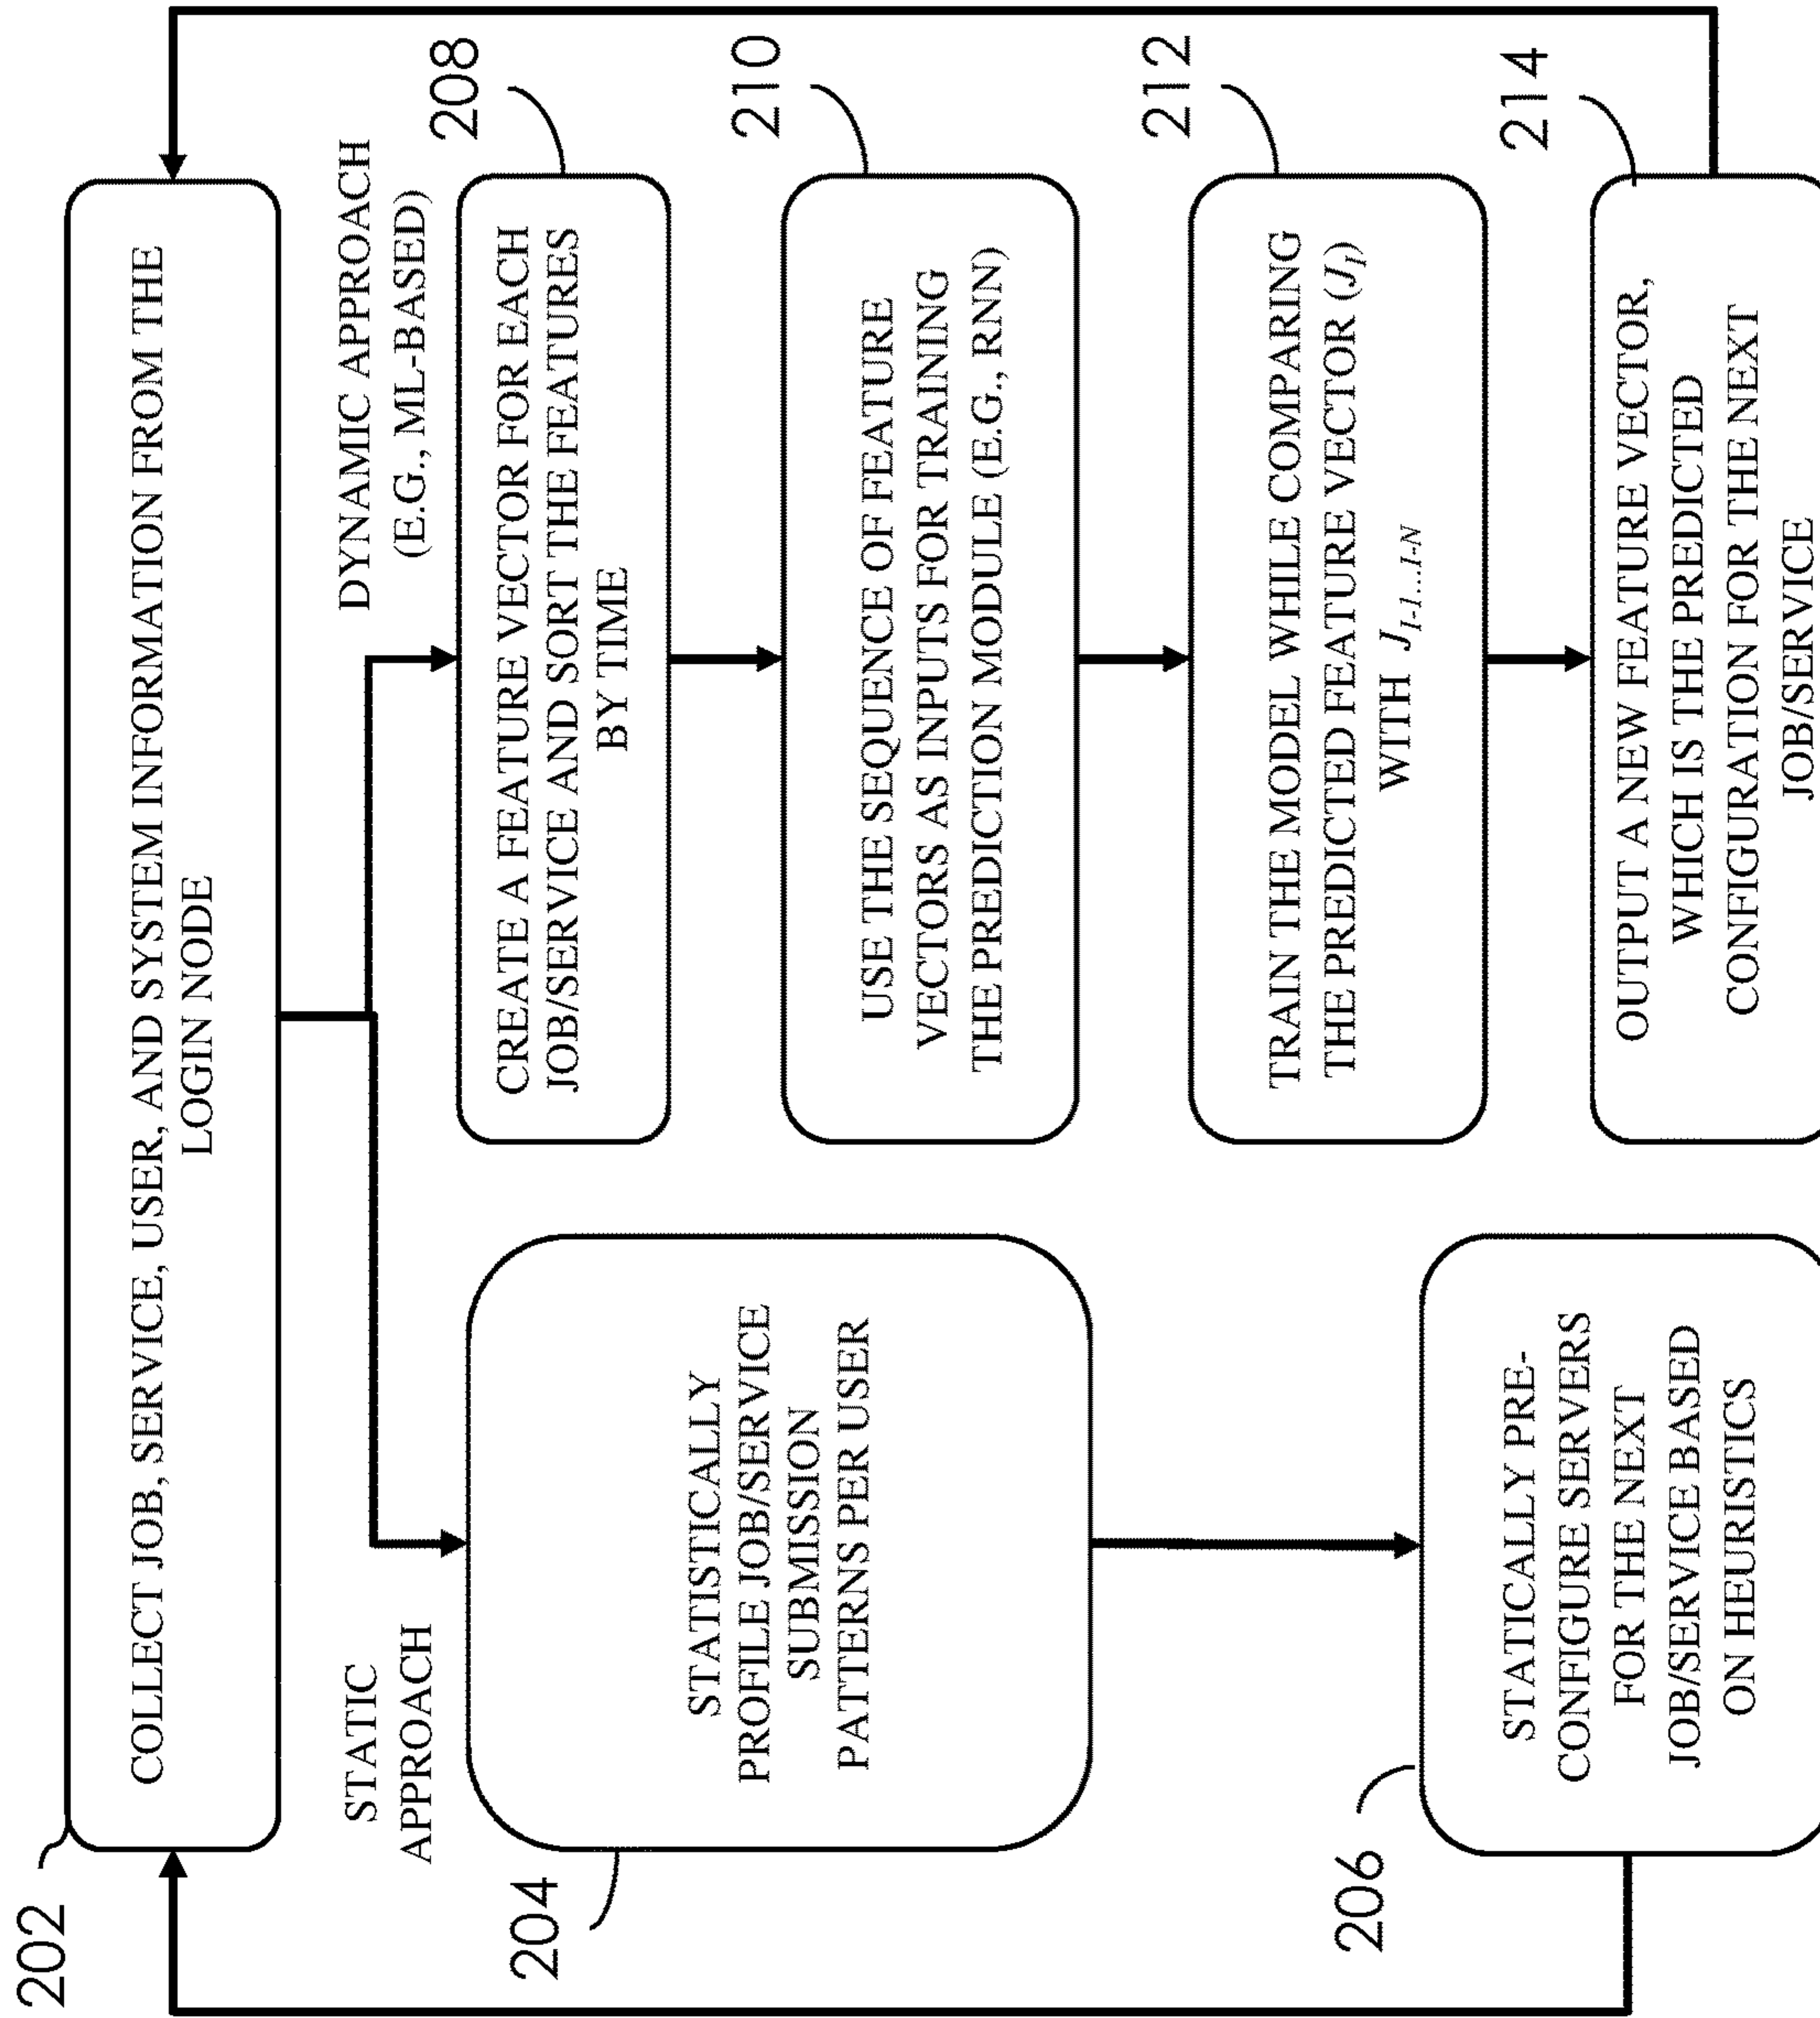 202
COLLECT JOB, SERVICE, USER, AND SYSTEM INFORMATION FROM THE
LOGIN NODE
STATIC
APPROACH
204
STATISTICALLY
PROFILE JOB/SERVICE
SUBMISSION
PATTERNS PER USER
206
STATICALLY PRE-
CONFIGURE SERVERS
FOR THE NEXT
JOB/SERVICE BASED
ON HEURISTICS
DYNAMIC APPROACH
(E.G., ML-BASED)
208
CREATE A FEATURE VECTOR FOR EACH
JOB/SERVICE AND SORT THE FEATURES
BY TIME
210
USE THE SEQUENCE OF FEATURE
VECTORS AS INPUTS FOR TRAINING
THE PREDICTION MODULE (E.G., RNN)
212
TRAIN THE MODEL WHILE COMPARING
THE PREDICTED FEATURE VECTOR (J_I)
WITH J_{I-1...I-N}
214
OUTPUT A NEW FEATURE VECTOR,
WHICH IS THE PREDICTED
CONFIGURATION FOR THE NEXT
JOB/SERVICE